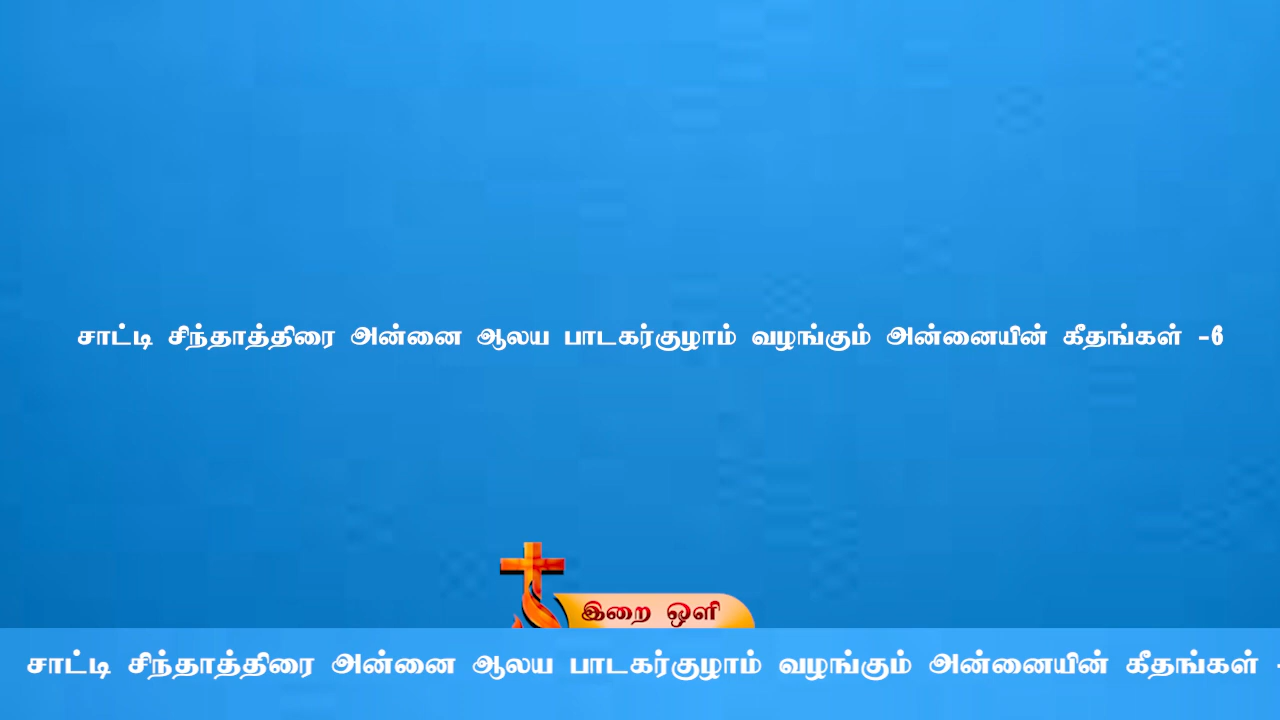 சாட்டி சிந்தாத்திரை அன்னை ஆலய பாடகர்குழாம் வழங்கும் அன்னையின் கீதங்கள் -6
இறை ஒளி
சாட்டி சிந்தாத்திரை அன்னை ஆலய பாடகர்குழாம் வழங்கும் அன்னையின் கீதங்கள் -